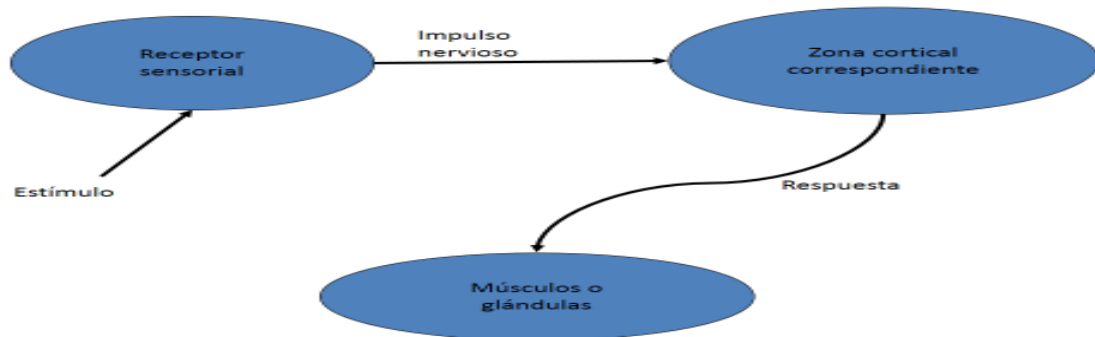 Receptor
sensorial
Impulso
nervioso
Zona cortical
correspondiente
Estímulo
Respuesta
Músculos o
glándulas